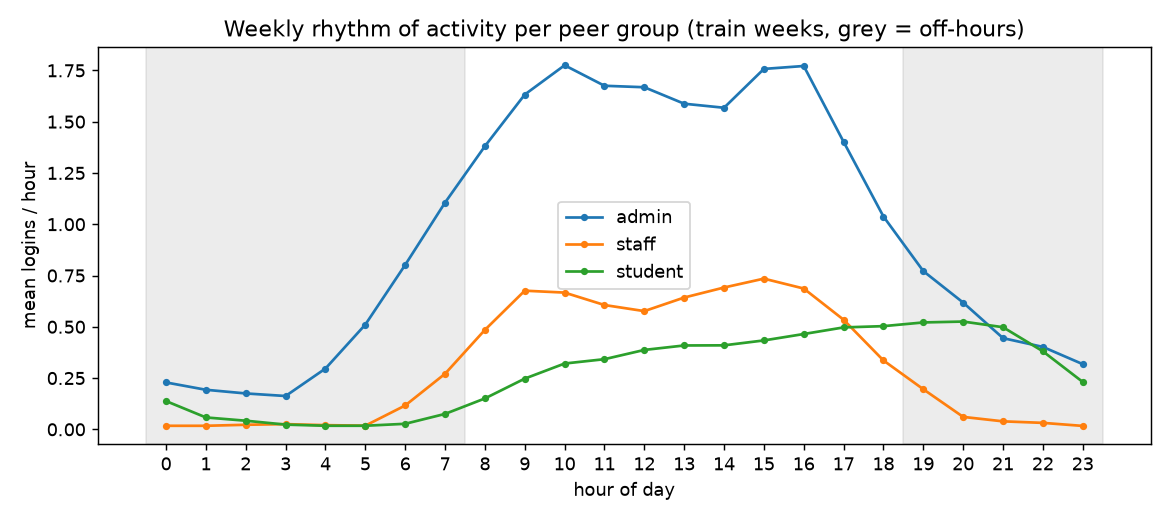 Weekly rhythm of activity per peer group (train weeks, grey = off-hours)
mean logins / hour
1.75
1.50
1.25
1.00
0.75
0.50
0.25
0.00
admin
staff
student
0 1 2 3 4 5 6 7 8 9 10 11 12 13 14 15 16 17 18 19 20 21 22 23
hour of day